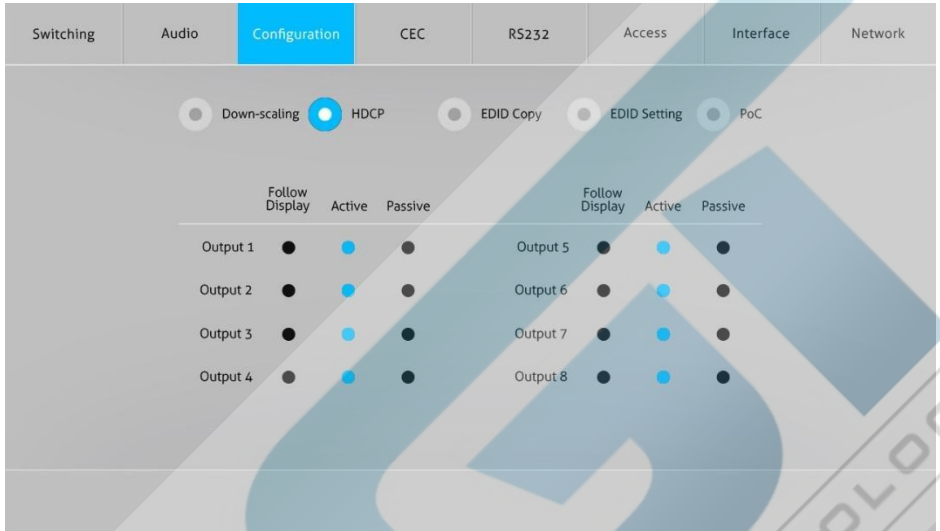 Switching Audio Configuration CEC RS232 Access Interface Network
Down-scaling HDCP EDID Copy EDID Setting PoC
Follow Display Active Passive Follow Display Active Passive
Output 1 Output 5
Output 2 Output 6
Output 3 Output 7
Output 4 Output 8